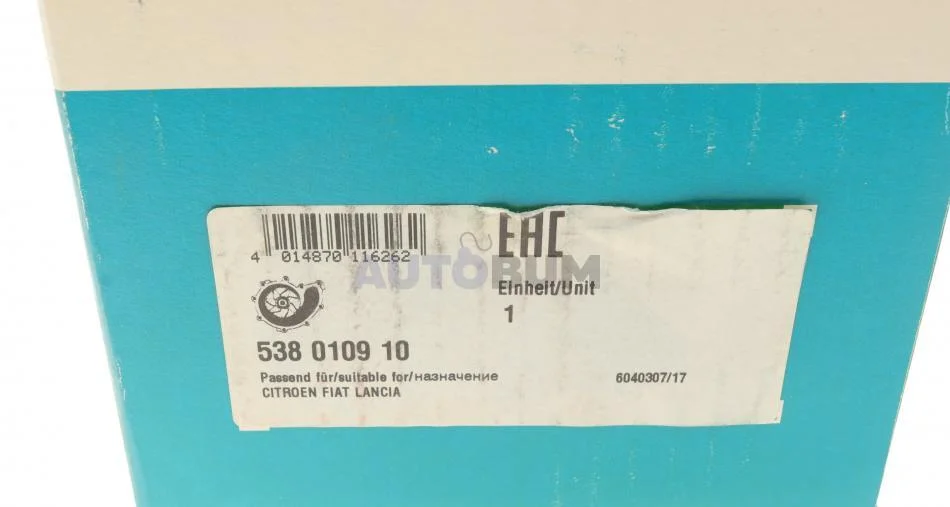 EAC
4 014870 116262
AUTOBUM
Einheit/Unit
1
538 0109 10
Passend für/suitable for/назначение
6040307/17
CITROEN FIAT LANCIA